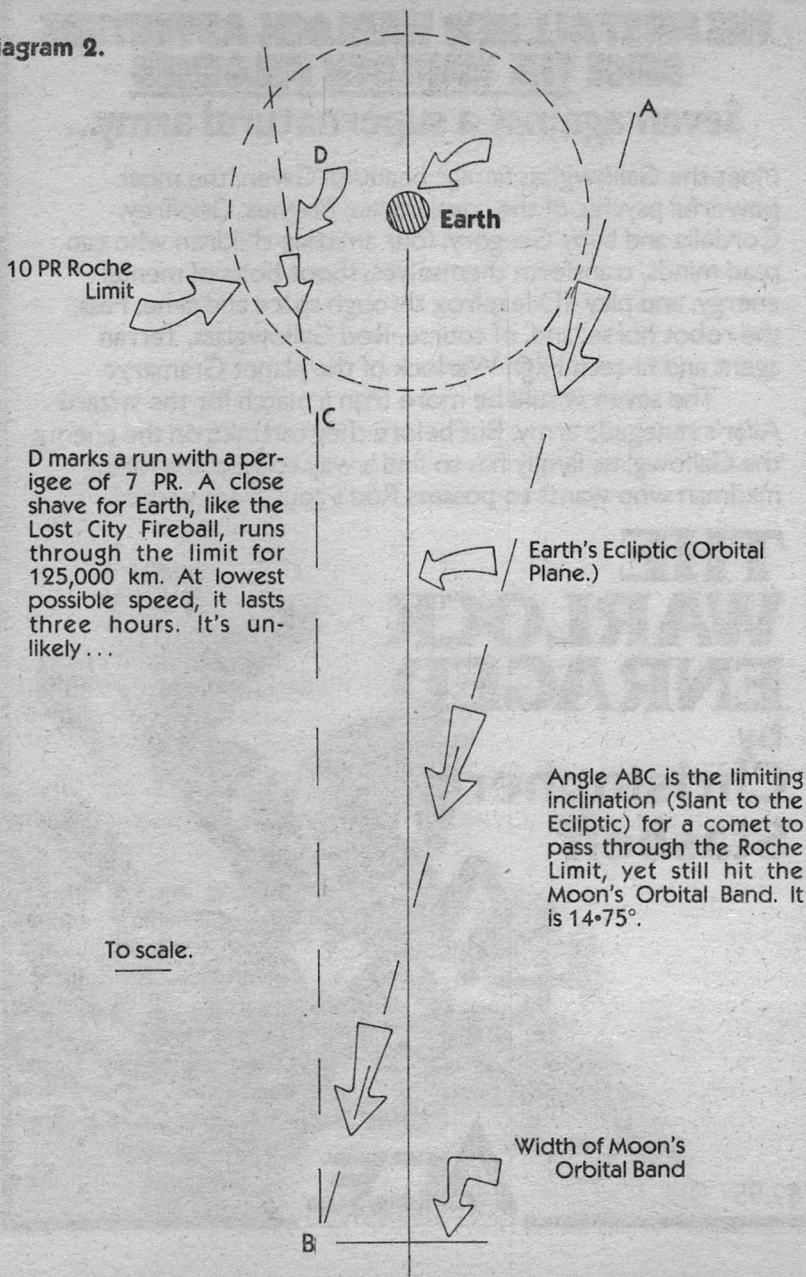 iagram 2.
A
D
Earth
10 PR Roche
Limit
C
D marks a run with a per-
igee of 7 PR. A close
shave for Earth, like the
Lost City Fireball, runs
through the limit for
125,000 km. At lowest
possible speed, it lasts
three hours. It's un-
likely...
Earth's Ecliptic (Orbital
Plane.)
Angle ABC is the limiting
inclination (Slant to the
Ecliptic) for a comet to
pass through the Roche
Limit, yet still hit the
Moon's Orbital Band. It
is 14•75°.
To scale.
Width of Moon's
Orbital Band
B